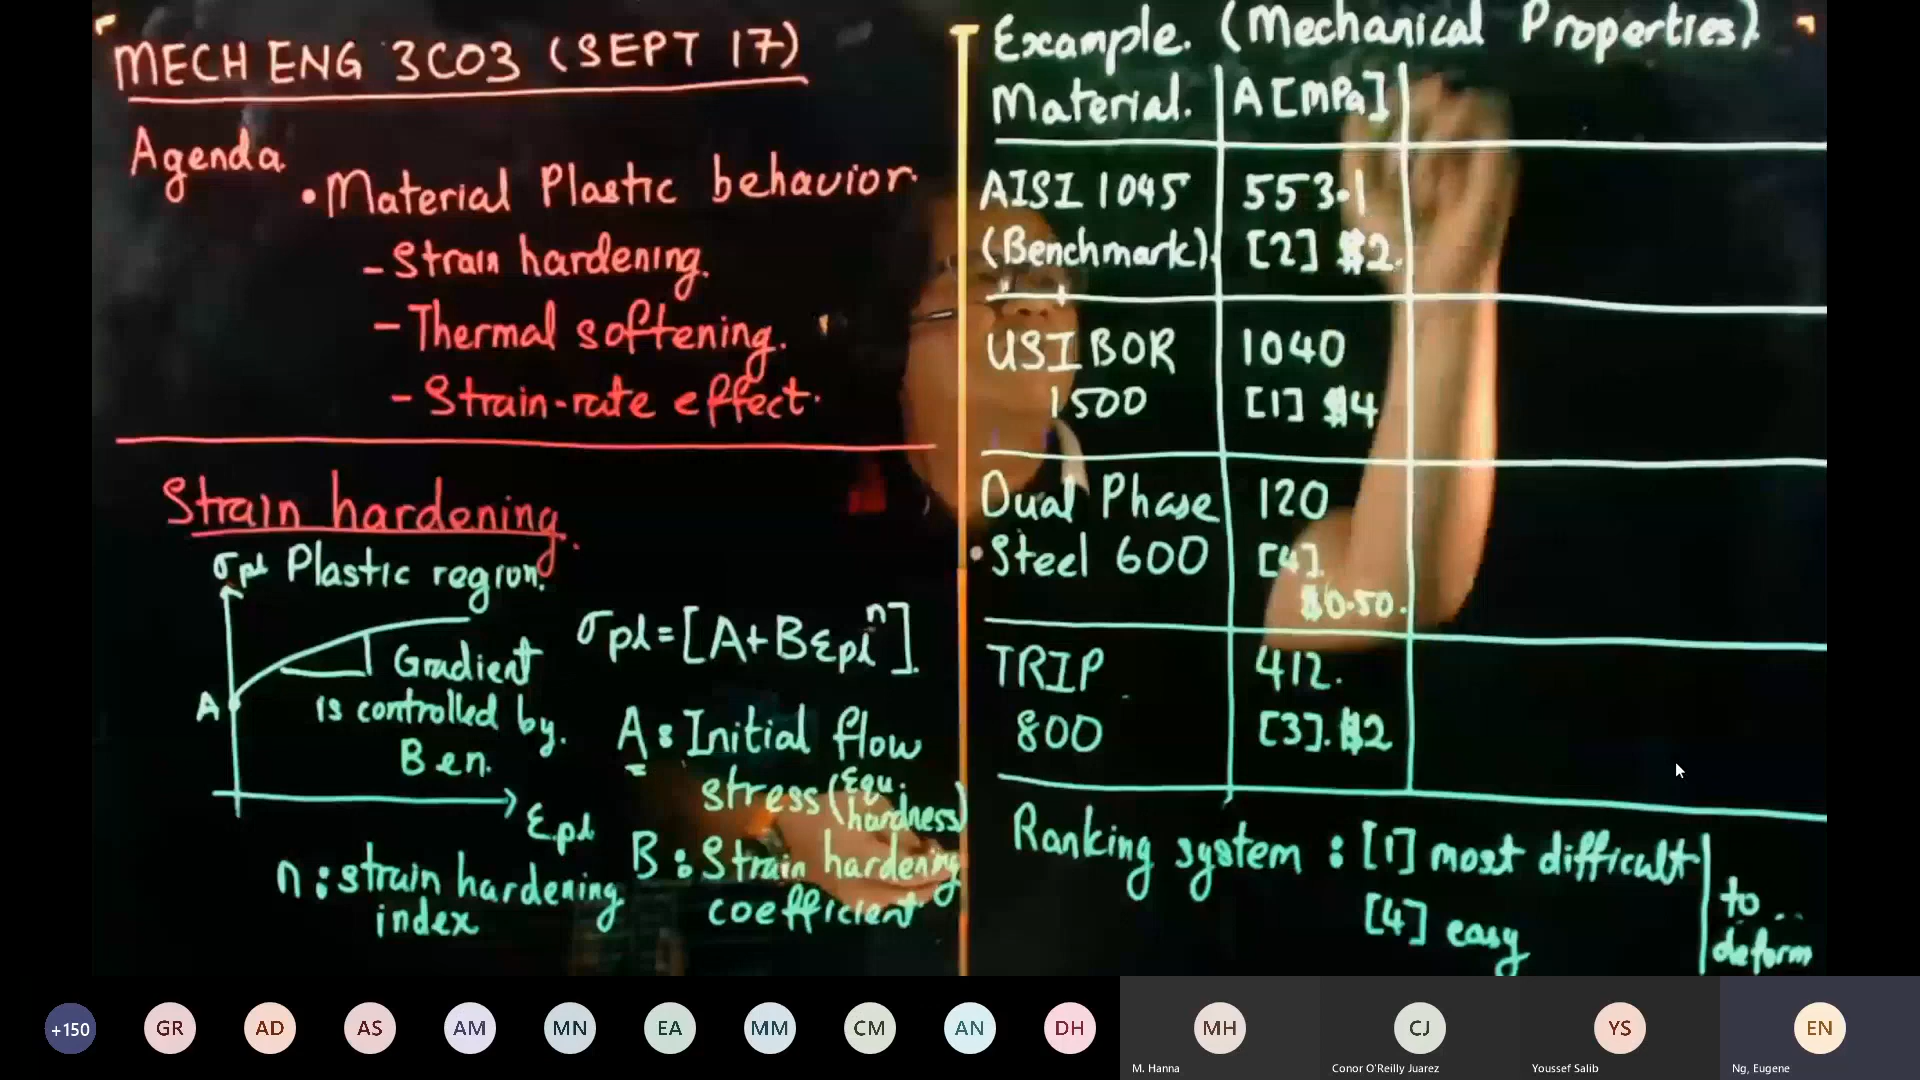 MECH ENG 3C03 (SEPT 17)
Agenda
• Material Plastic behavior.
- Strain hardening.
- Thermal softening.
- Strain-rate effect.
Strain hardening.
σpl Plastic region.
A
Gradient
is controlled by.
B en.
εpl
n : strain hardening
index
σpl = [A+Bεpl^n].
A : Initial flow
stress (Equ.
hardness)
B : Strain hardening
coefficient
Example. (Mechanical Properties).
Material. A [MPa]
AISI 1045 553.1
(Benchmark). [2] $2.
USIBOR 1040
1500 [1] $4
Dual Phase 120
• Steel 600 [4].
$0.50.
TRIP 412.
800 [3]. $2
Ranking system : [1] most difficult
[4] easy
to
deform
+150 GR AD AS AM MN EA MM CM AN DH MH CJ YS EN
M. Hanna Conor O'Reilly Juarez Youssef Salib Ng, Eugene